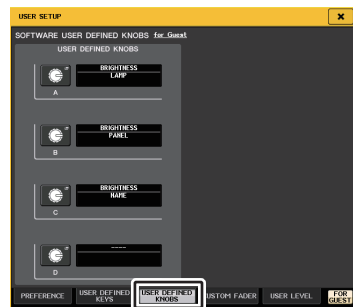 USER SETUP
SOFTWARE USER DEFINED KNOBS for Guest
USER DEFINED KNOBS
BRIGHTNESS
LAMP
A
BRIGHTNESS
PANEL
B
BRIGHTNESS
NAME
C
----
D
PREFERENCE
USER DEFINED
KEYS
USER DEFINED
KNOBS
USTOM FADER
USER LEVEL
FOR
GUEST